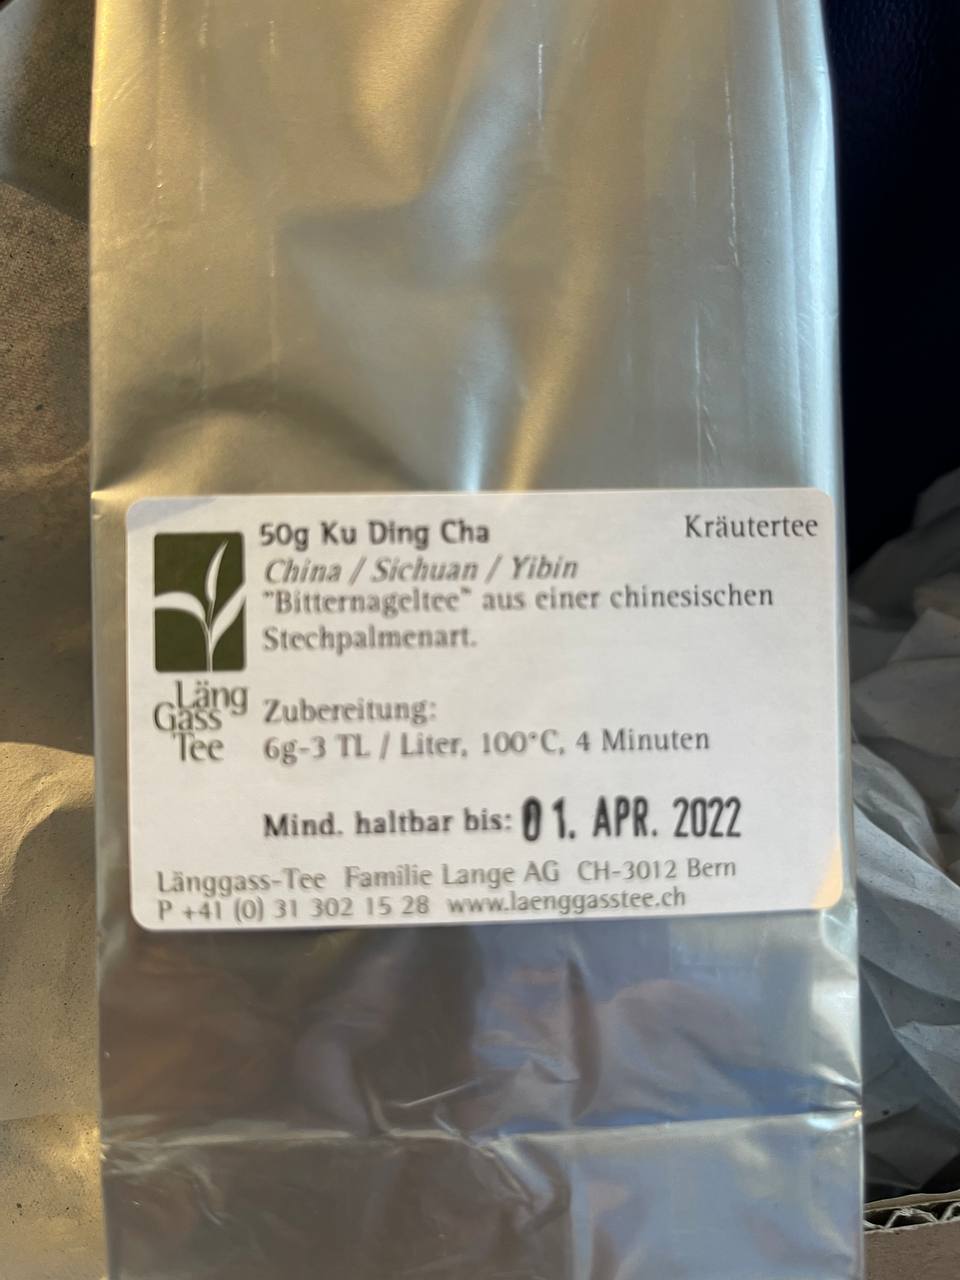 50g Ku Ding Cha
Kräutertee
China / Sichuan / Yibin
"Bitternageltee" aus einer chinesischen
Stechpalmenart.
Läng
Gass
Tee
Zubereitung:
6g-3 TL / Liter, 100°C, 4 Minuten
Mind. haltbar bis: 01. APR. 2022
Länggass-Tee Familie Lange AG CH-3012 Bern
P +41 (0) 31 302 15 28 www.laenggasstee.ch